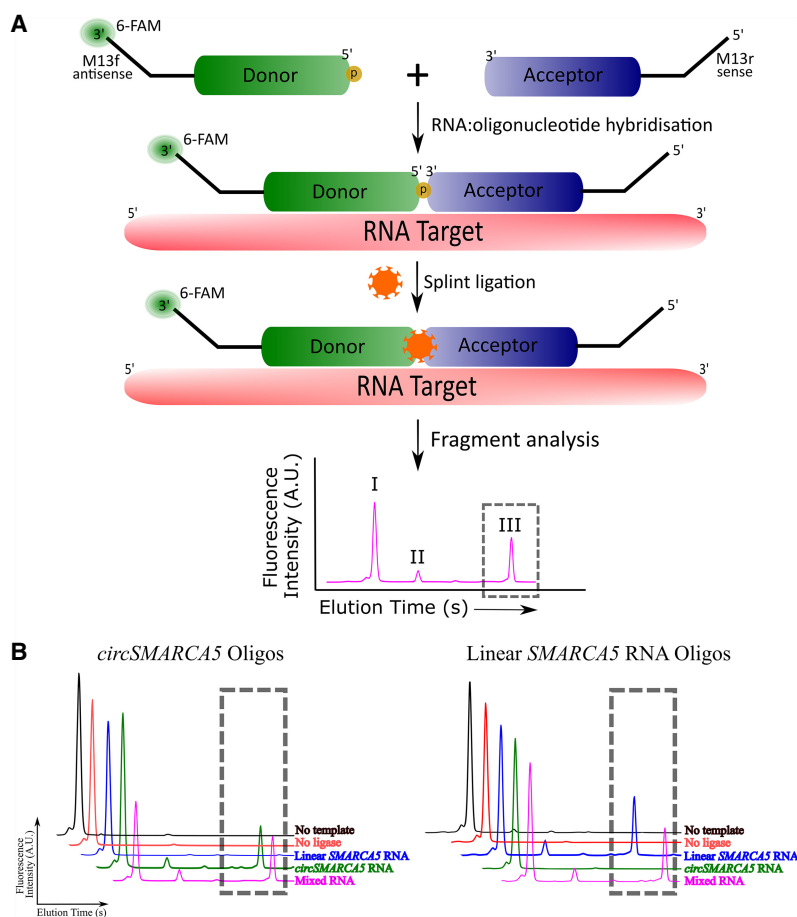 A
3'
6-FAM
M13f
antisense
Donor
5'
p
+
3'
Acceptor
5'
M13r
sense
RNA:oligonucleotide hybridisation
3'
6-FAM
Donor
5' 3'
p
Acceptor
5'
5'
RNA Target
3'
Splint ligation
3'
6-FAM
Donor
Acceptor
5'
5'
RNA Target
3'
Fragment analysis
Fluorescence
Intensity (A.U.)
I
II
III
Elution Time (s)
B
circSMARCA5 Oligos
No template
No ligase
Linear SMARCA5 RNA
circSMARCA5 RNA
Mixed RNA
Fluorescence
Intensity (A.U.)
Elution Time (s)
Linear SMARCA5 RNA Oligos
No template
No ligase
Linear SMARCA5 RNA
circSMARCA5 RNA
Mixed RNA